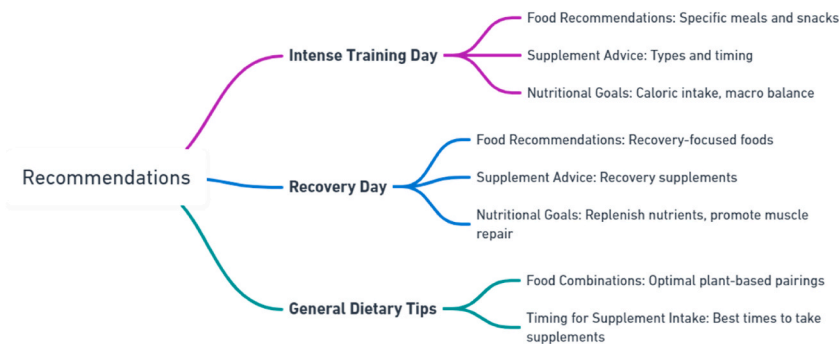 Recommendations
Intense Training Day
Food Recommendations: Specific meals and snacks
Supplement Advice: Types and timing
Nutritional Goals: Caloric intake, macro balance
Recovery Day
Food Recommendations: Recovery-focused foods
Supplement Advice: Recovery supplements
Nutritional Goals: Replenish nutrients, promote muscle
repair
General Dietary Tips
Food Combinations: Optimal plant-based pairings
Timing for Supplement Intake: Best times to take
supplements